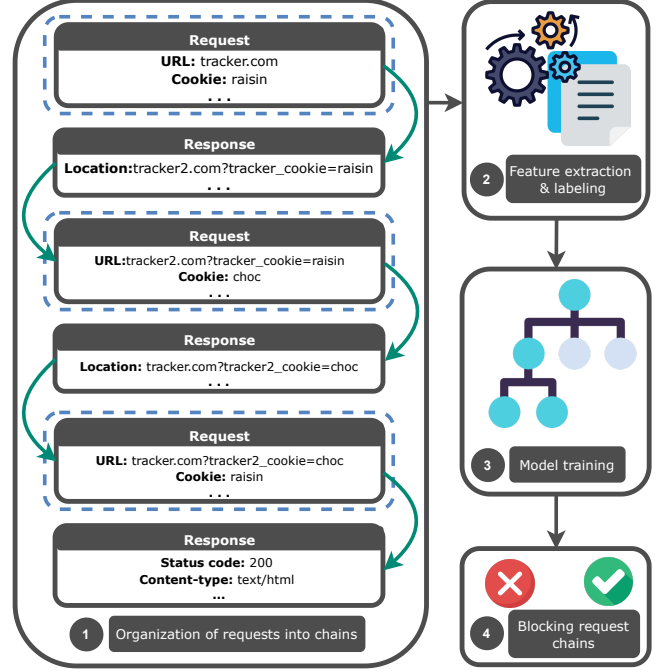 Request
URL: tracker.com
Cookie: raisin
. . .
Response
Location:tracker2.com?tracker_cookie=raisin
. . .
Request
URL:tracker2.com?tracker_cookie=raisin
Cookie: choc
. . .
Response
Location: tracker.com?tracker2_cookie=choc
. . .
Request
URL: tracker.com?tracker2_cookie=choc
Cookie: raisin
. . .
Response
Status code: 200
Content-type: text/html
...
1 Organization of requests into chains
2 Feature extraction
& labeling
3 Model training
4 Blocking request
chains